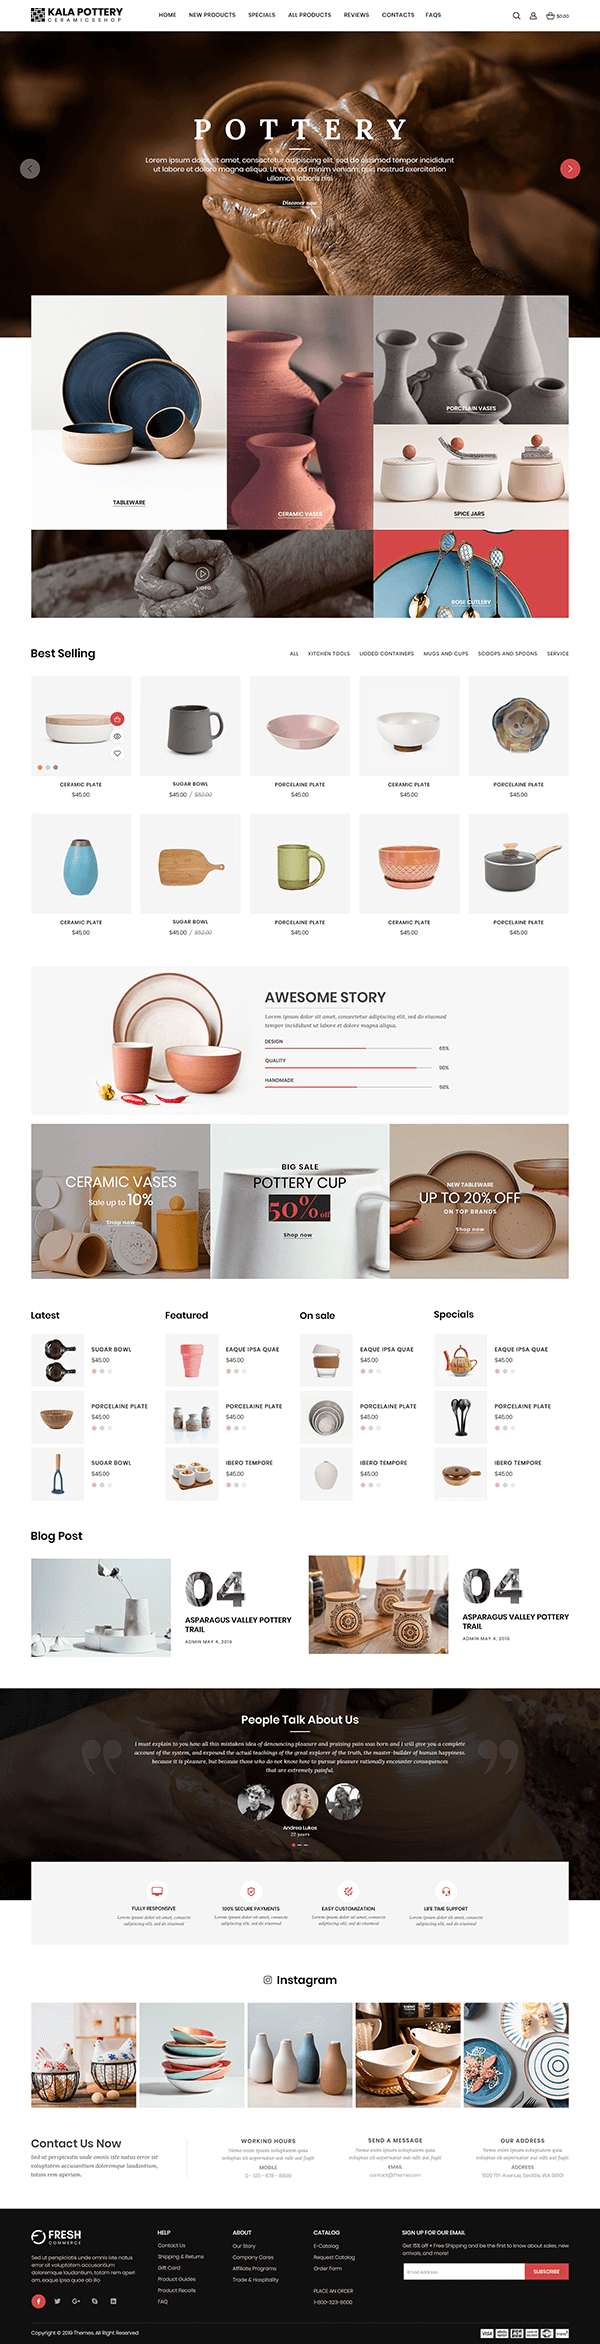 KALA POTTERY
CERAMICSSHOP
HOME NEW PRODUCTS SPECIALS ALL PRODUCTS REVIEWS CONTACTS FAQS
$0.00
POTTERY
Lorem ipsum dolor sit amet, consectetur adipiscing elit, sed do eiusmod tempor incididunt
ut labore et dolore magna aliqua. Ut enim ad minim veniam, quis nostrud exercitation
ullamco laboris nisi
Discover now
TABLEWARE
CERAMIC VASES
PORCELAIN VASES
SPICE JARS
VIDEO
ROSE CUTLERY
Best Selling
ALL KITCHEN TOOLS LIDDED CONTAINERS MUGS AND CUPS SCOOPS AND SPOONS SERVICE
CERAMIC PLATE SUGAR BOWL PORCELAINE PLATE CERAMIC PLATE PORCELAINE PLATE
$45.00 $45.00 / $52.00 $45.00 $45.00 $45.00
CERAMIC PLATE SUGAR BOWL PORCELAINE PLATE CERAMIC PLATE PORCELAINE PLATE
$45.00 $45.00 / $52.00 $45.00 $45.00 $45.00
AWESOME STORY
Lorem ipsum dolor sit amet, consectetur adipiscing elit, sed do eiusmod
tempor incididunt ut labore et dolore magna aliqua.
DESIGN
65%
QUALITY
90%
HANDMADE
56%
CERAMIC VASES
Sale up to 10%
Shop now
BIG SALE
POTTERY CUP
50% off
Shop now
NEW TABLEWARE
UP TO 20% OFF
ON TOP BRANDS
Shop now
Latest
SUGAR BOWL
$45.00
PORCELAINE PLATE
$45.00
SUGAR BOWL
$45.00
Featured
EAQUE IPSA QUAE
$45.00
PORCELAINE PLATE
$45.00
IBERO TEMPORE
$45.00
On sale
EAQUE IPSA QUAE
$45.00
PORCELAINE PLATE
$45.00
IBERO TEMPORE
$45.00
Specials
EAQUE IPSA QUAE
$45.00
PORCELAINE PLATE
$45.00
IBERO TEMPORE
$45.00
Blog Post
04
ASPARAGUS VALLEY POTTERY
TRAIL
ADMIN MAY 4, 2019
04
ASPARAGUS VALLEY POTTERY
TRAIL
ADMIN MAY 4, 2019
People Talk About Us
I must explain to you how all this mistaken idea of denouncing pleasure and praising pain was born and I will give you a complete
account of the system, and expound the actual teachings of the great explorer of the truth, the master-builder of human happiness.
because it is pleasure, but because those who do not know how to pursue pleasure rationally encounter consequences
that are extremely painful.
Andrea Lukas
22 years
FULLY RESPONSIVE
Lorem ipsum dolor sit amet, consecte
adipiscing elit, sed do eiusmod
100% SECURE PAYMENTS
Lorem ipsum dolor sit amet, consecte
adipiscing elit, sed do eiusmod
EASY CUSTOMIZATION
Lorem ipsum dolor sit amet, consecte
adipiscing elit, sed do eiusmod
LIFE TIME SUPPORT
Lorem ipsum dolor sit amet, consecte
adipiscing elit, sed do eiusmod
Instagram
Contact Us Now
Sed ut perspiciatis unde omnis iste natus error sit
voluptatem accusantium doloremque laudantium,
totam rem aperiam.
WORKING HOURS
Nemo enim ipsam voluptatem quia
voluptas sit aspernatur aut odit aut fugit
MOBILE
0 - 123 - 678 - 8899
SEND A MESSAGE
Nemo enim ipsam voluptatem quia
voluptas sit aspernatur aut odit aut fugit
EMAIL
contact@Theme.com
OUR ADDRESS
Nemo enim ipsam voluptatem quia
voluptas sit aspernatur aut odit aut fugit
ADDRESS
1600 7th Avenue, Seattle, WA 98101
FRESH
COMMERCE
Sed ut perspiciatis unde omnis iste natus
error sit voluptatem accusantium
doloremque laudantium, totam rem aperi
am, eaque ipsa quae ab illo
HELP
Contact Us
Shipping & Returns
Gift Card
Product Guides
Product Recalls
FAQ
ABOUT
Our Story
Company Cares
Affiliate Programs
Trade & Hospitality
CATALOG
E-Catalog
Request Catalog
Order Form
PLACE AN ORDER
1-800-323-8000
SIGN UP FOR OUR EMAIL
Get 15% off + Free Shipping and be the first to know about sales, new
arrivals, and more!
Email Address
SUBSCRIBE
Copyright © 2019 Themes. All Right Reserved
VISA